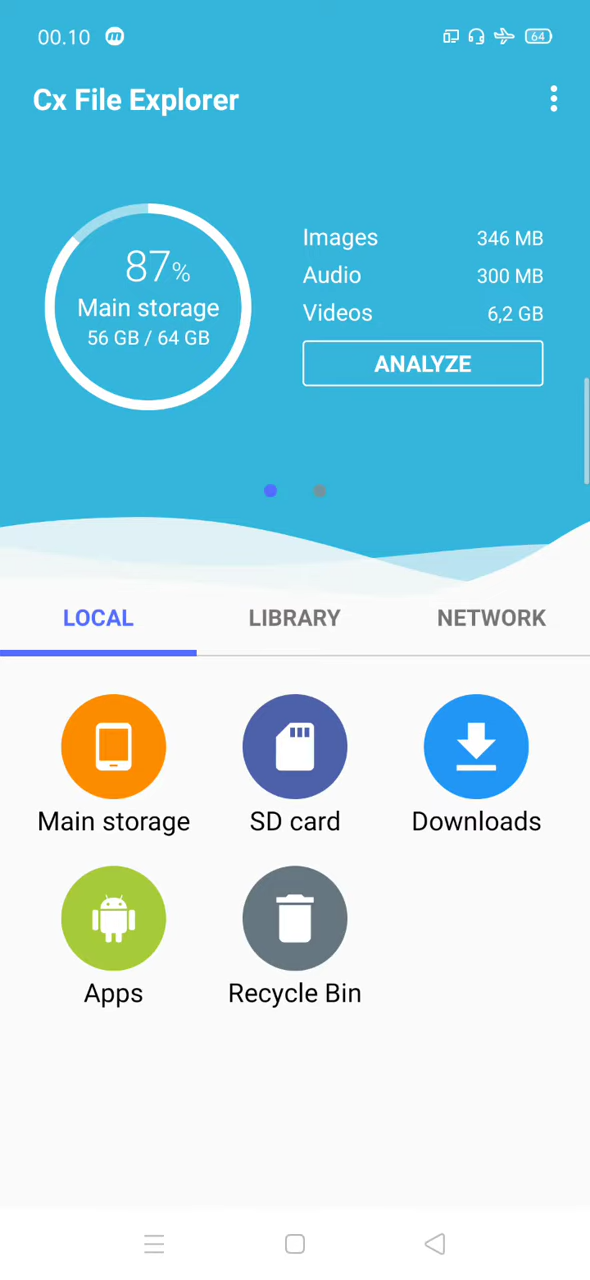 00.10
64
Cx File Explorer
87%
Main storage
56 GB / 64 GB
Images 346 MB
Audio 300 MB
Videos 6,2 GB
ANALYZE
LOCAL LIBRARY NETWORK
Main storage SD card Downloads
Apps Recycle Bin